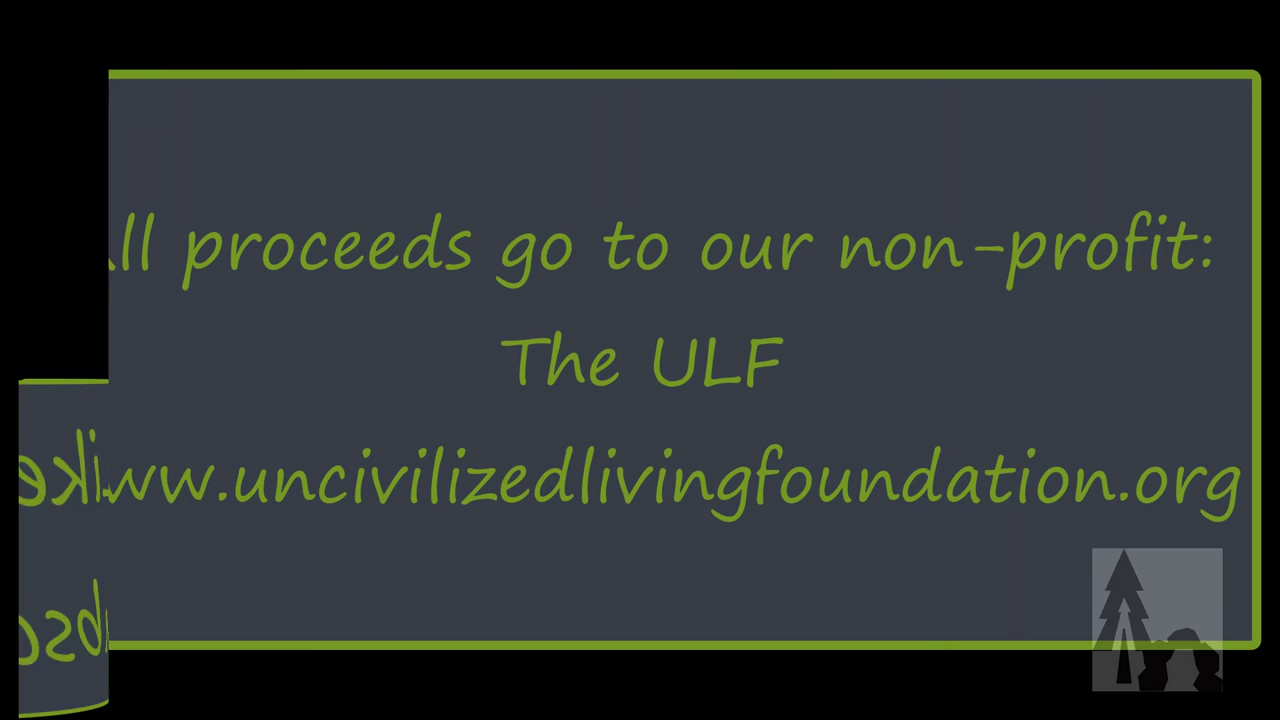 ll proceeds go to our non-profit:
The ULF
ww.uncivilizedlivingfoundation.org